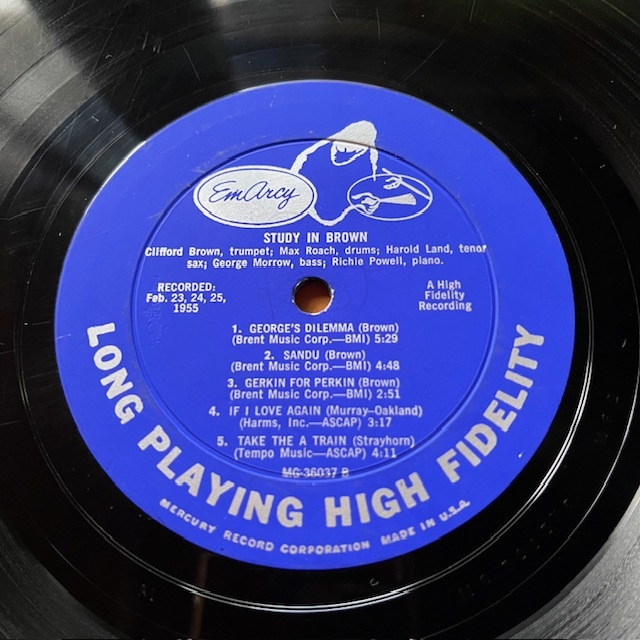 EmArcy
STUDY IN BROWN
Clifford Brown, trumpet; Max Roach, drums; Harold Land, tenor
sax; George Morrow, bass; Richie Powell, piano.
RECORDED:
Feb. 23, 24, 25,
1955
A High
Fidelity
Recording
1. GEORGE'S DILEMMA (Brown)
(Brent Music Corp.—BMI) 5:29
2. SANDU (Brown)
(Brent Music Corp.—BMI) 4:48
3. GERKIN FOR PERKIN (Brown)
(Brent Music Corp.—BMI) 2:51
4. IF I LOVE AGAIN (Murray-Oakland)
(Harms, Inc.—ASCAP) 3:17
5. TAKE THE A TRAIN (Strayhorn)
(Tempo Music—ASCAP) 4:11
MG-36037 B
LONG PLAYING HIGH FIDELITY
MERCURY RECORD CORPORATION MADE IN U.S.A.